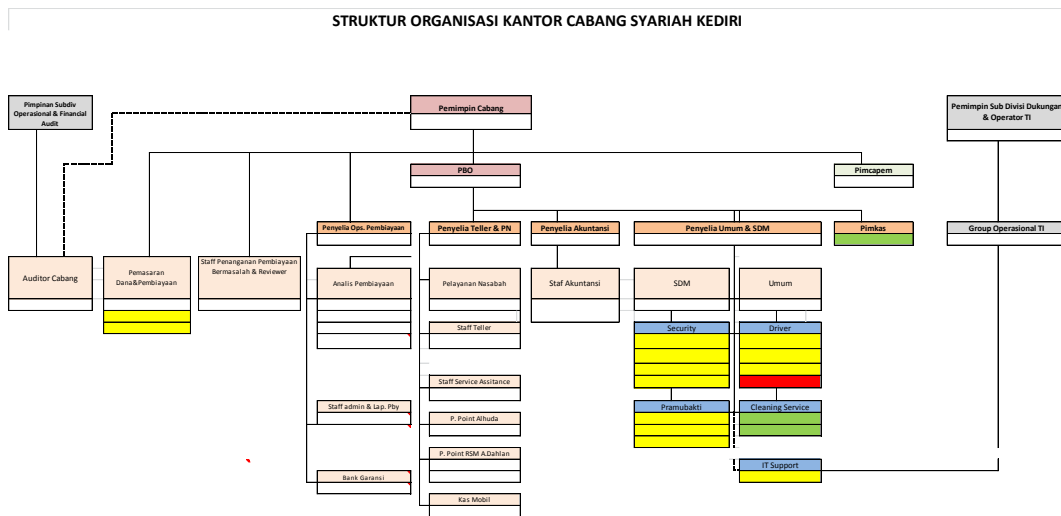 STRUKTUR ORGANISASI KANTOR CABANG SYARIAH KEDIRI
Pimpinan Subdiv
Operasional & Financial
Audit
Pemimpin Cabang
Pemimpin Sub Divisi Dukungan
& Operator TI
PBO
Pimcapem
Penyelia Ops. Pembiayaan
Penyelia Teller & PN
Penyelia Akuntansi
Penyelia Umum & SDM
Pimkas
Group Operasional TI
Auditor Cabang
Pemasaran
Dana&Pembiayaan
Staff Penanganan Pembiayaan
Bermasalah & Reviewer
Analis Pembiayaan
Pelayanan Nasabah
Staf Akuntansi
SDM
Umum
Staff Teller
Security
Driver
Staff Service Assitance
Staff admin & Lap. Pby
P. Point Alhuda
Pramubakti
Cleaning Service
P. Point RSM A.Dahlan
IT Support
Bank Garansi
Kas Mobil